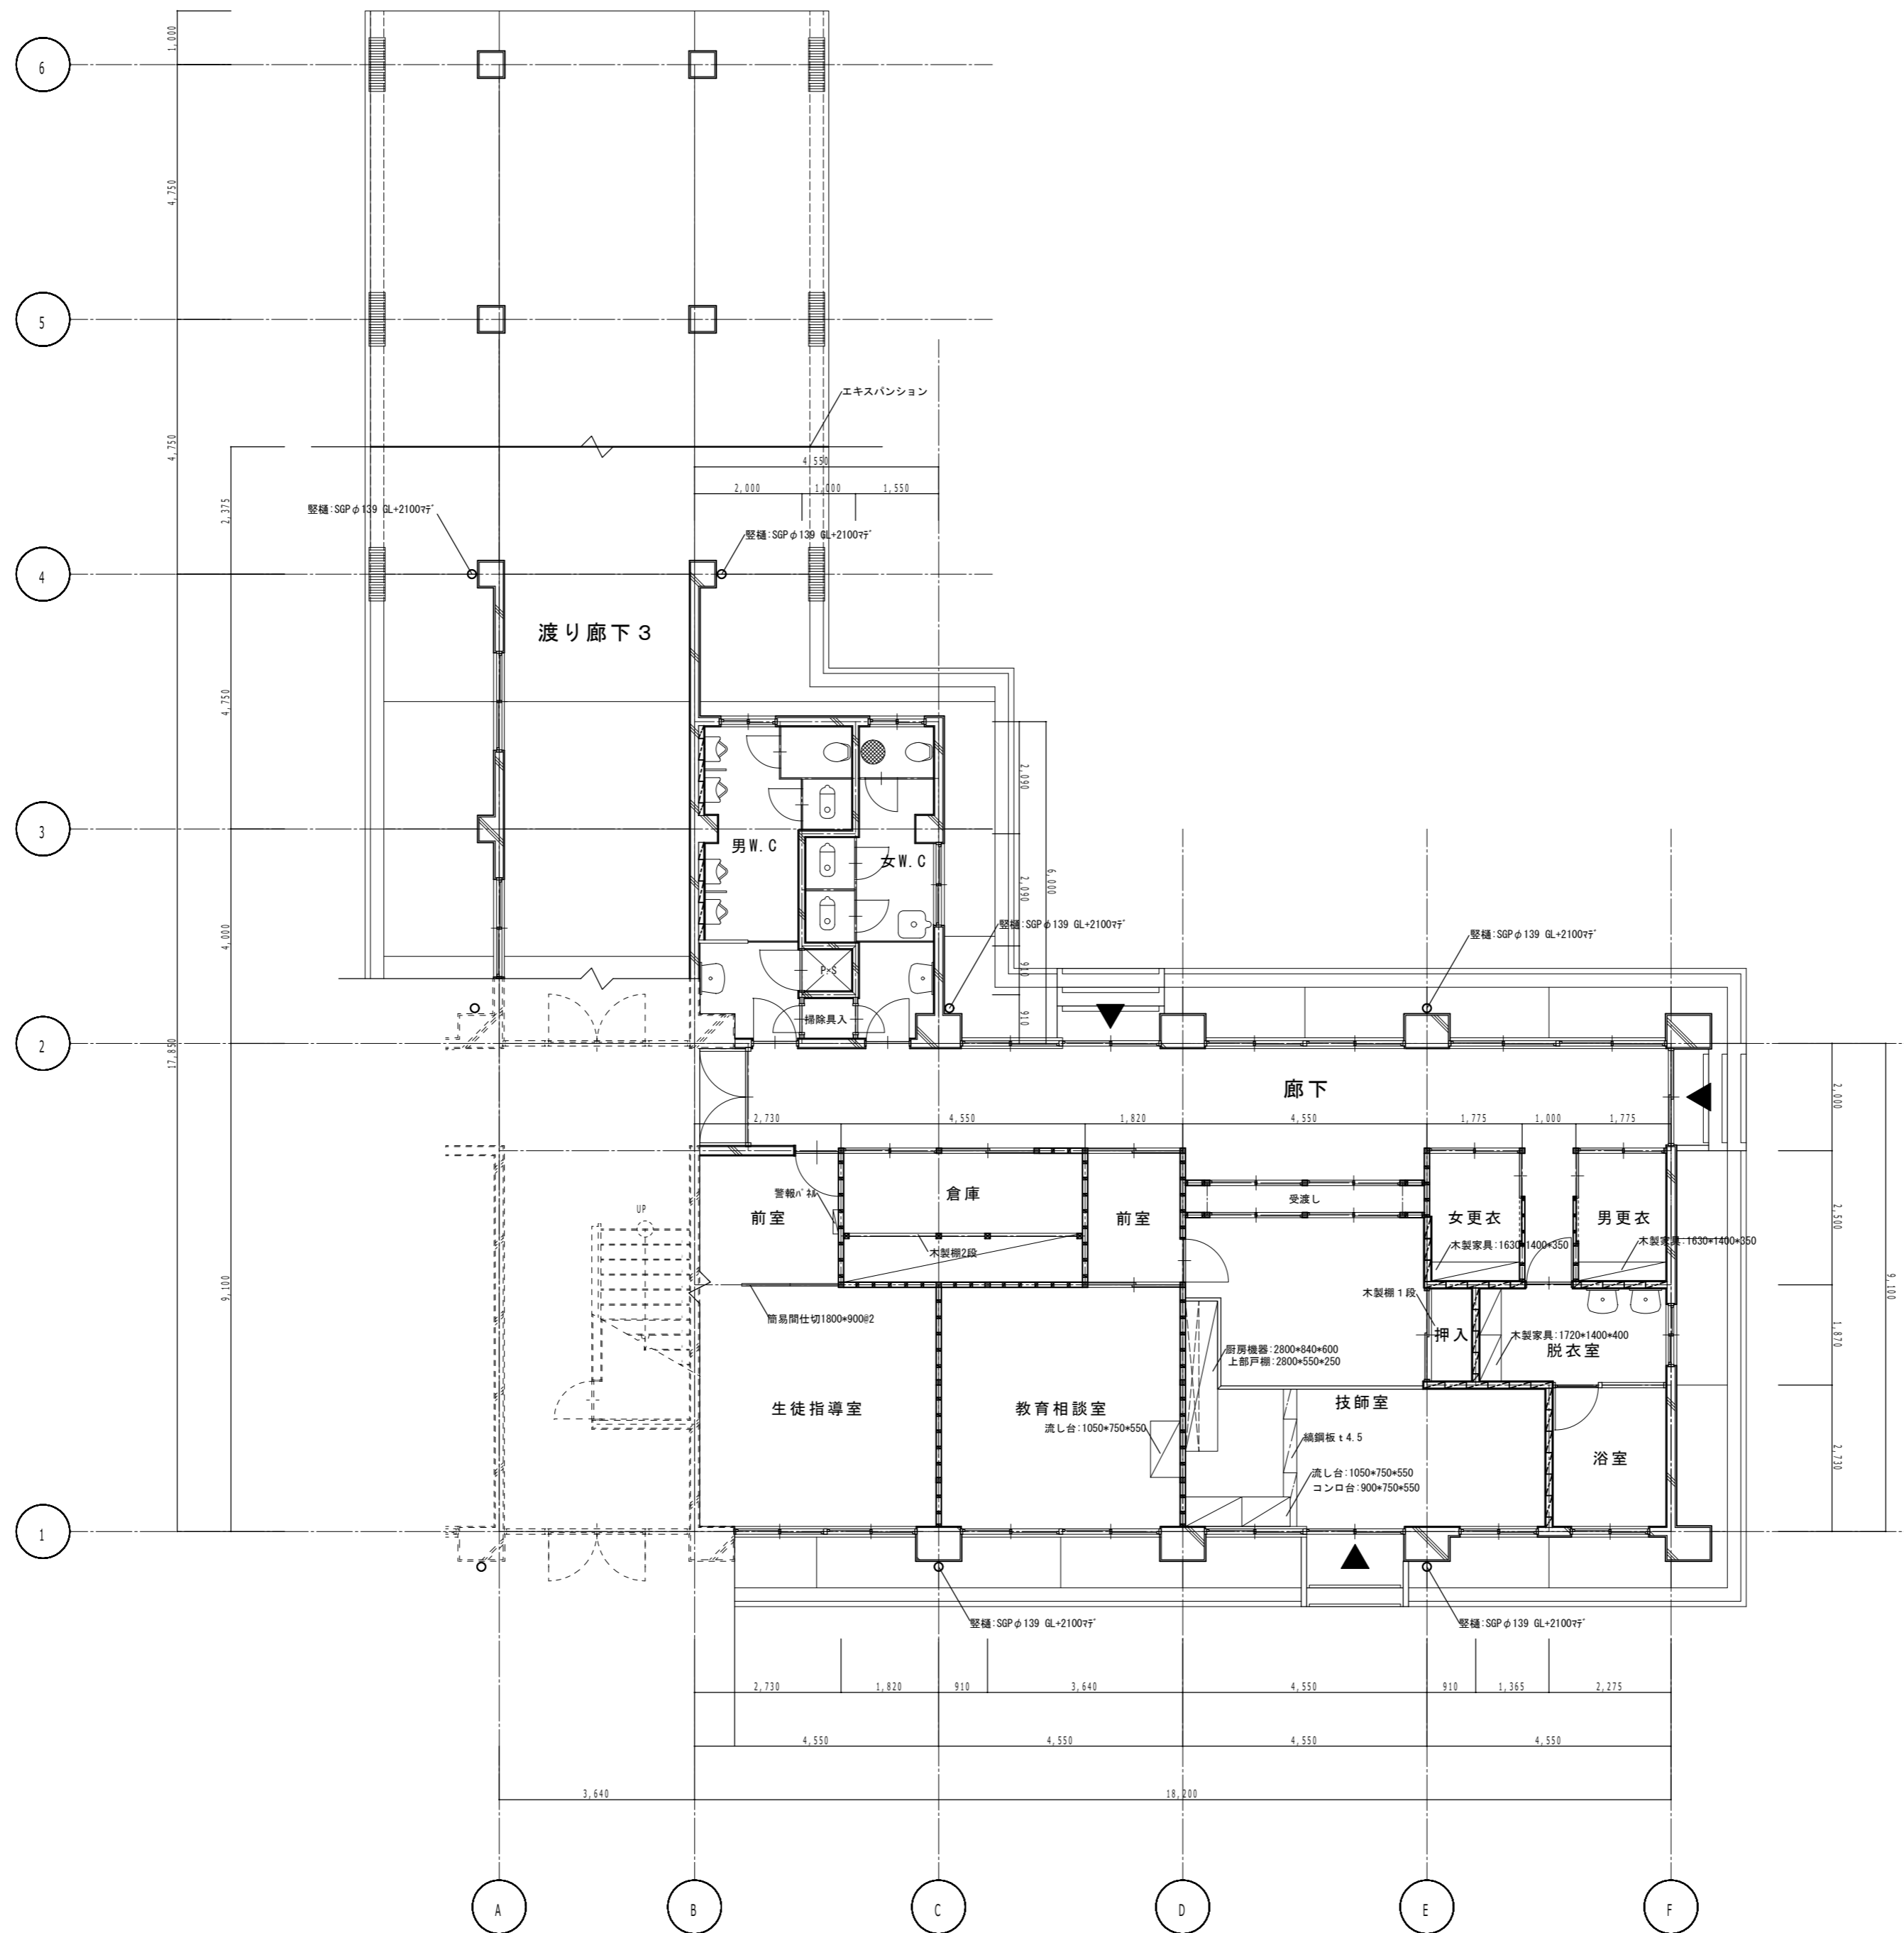 1,000
6
4,750
5
エキスパンション
4,750
4,550
2,000
1,000
1,550
2,375
竪樋:SGPφ139 GL+2100マデ
竪樋:SGPφ139 GL+2100マデ
4
渡り廊下3
4,750
2,090
3
男W.C
女W.C
2,090
6,000
4,000
竪樋:SGPφ139 GL+2100マデ
竪樋:SGPφ139 GL+2100マデ
P.S
910
掃除具入
910
2
17,850
廊下
2,000
2,730
4,550
1,820
4,550
1,775
1,000
1,775
警報パネル
倉庫
受渡し
UP
前室
前室
女更衣
男更衣
2,500
木製棚2段
木製家具:1630*1400*350
木製家具:1630*1400*350
9,100
9,100
木製棚1段
簡易間仕切1800*900@2
押入
木製家具:1720*1400*400
脱衣室
1,870
厨房機器:2800*840*600
上部戸棚:2800*550*250
生徒指導室
教育相談室
技師室
流し台:1050*750*550
縞鋼板t4.5
浴室
2,730
流し台:1050*750*550
コンロ台:900*750*550
1
竪樋:SGPφ139 GL+2100マデ
竪樋:SGPφ139 GL+2100マデ
2,730
1,820
910
3,640
4,550
910
1,365
2,275
4,550
4,550
4,550
4,550
3,640
18,200
A
B
C
D
E
F